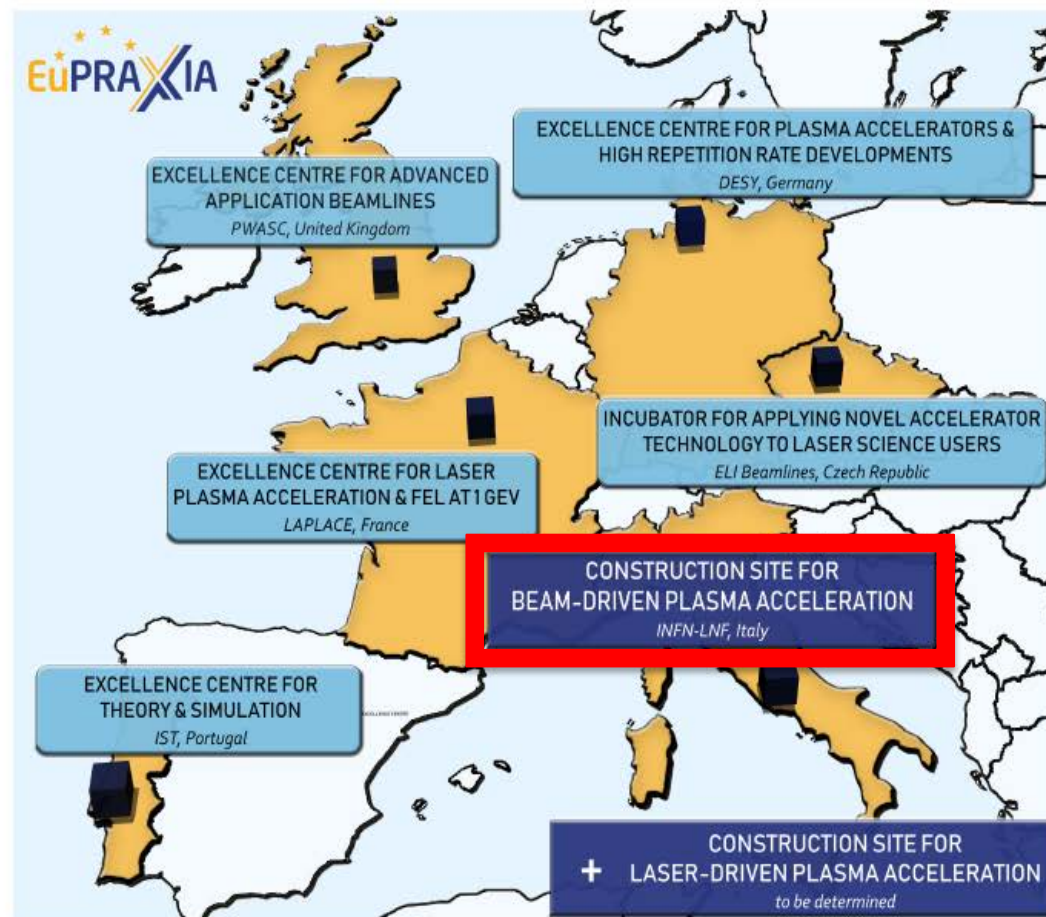 EuPRAXIA
EXCELLENCE CENTRE FOR PLASMA ACCELERATORS &
HIGH REPETITION RATE DEVELOPMENTS
DESY, Germany
EXCELLENCE CENTRE FOR ADVANCED
APPLICATION BEAMLINES
PWASC, United Kingdom
INCUBATOR FOR APPLYING NOVEL ACCELERATOR
TECHNOLOGY TO LASER SCIENCE USERS
ELI Beamlines, Czech Republic
EXCELLENCE CENTRE FOR LASER
PLASMA ACCELERATION & FEL AT 1 GEV
LAPLACE, France
CONSTRUCTION SITE FOR
BEAM-DRIVEN PLASMA ACCELERATION
INFN-LNF, Italy
EXCELLENCE CENTRE FOR
THEORY & SIMULATION
IST, Portugal
CONSTRUCTION SITE FOR
+ LASER-DRIVEN PLASMA ACCELERATION
to be determined